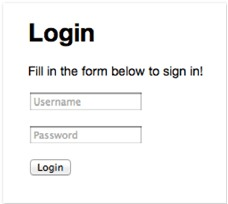 Login
Fill in the form below to sign in!
Username
Password
Login